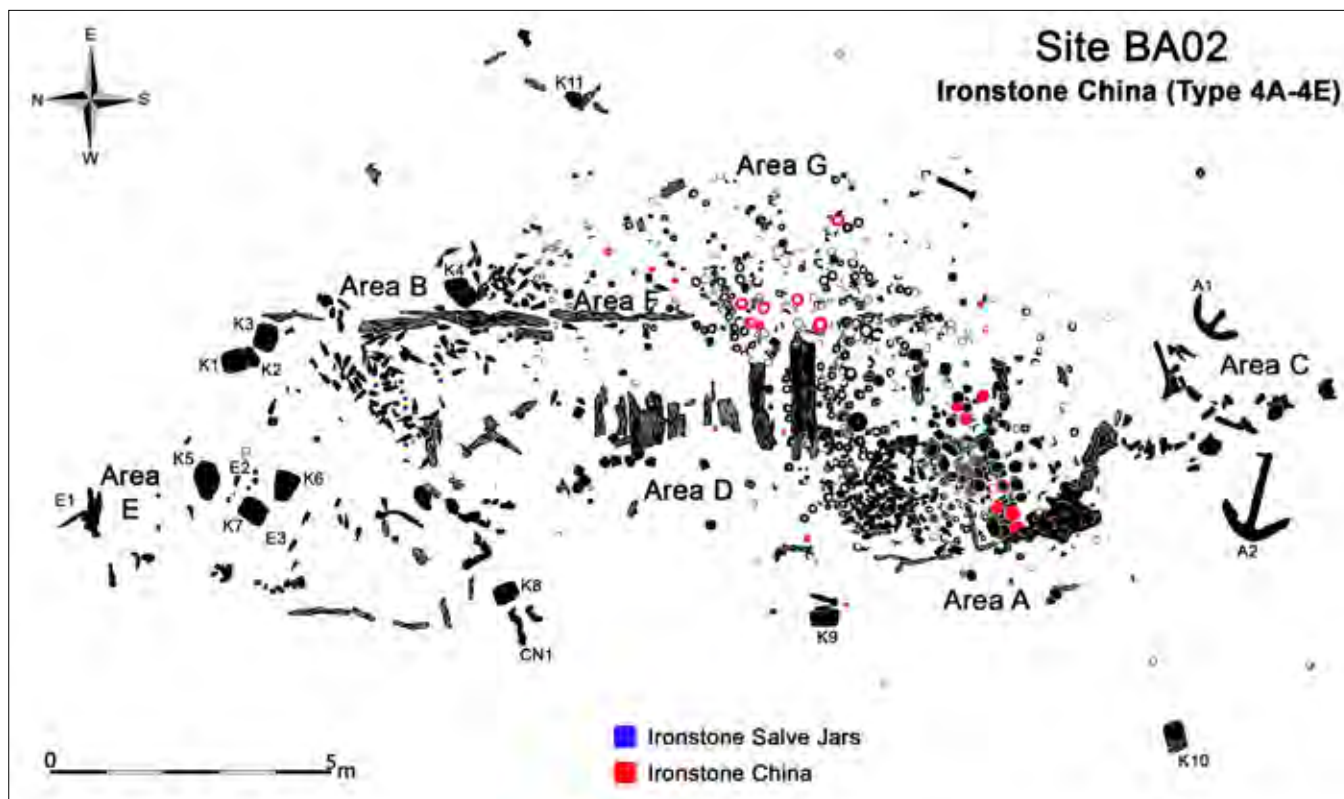 Site BA02
Ironstone China (Type 4A-4E)
E
N
S
W
K11
Area G
Area B
K4
Area F
K3
K1
K2
A1
Area C
K5
E2
K6
Area
E
E1
K7
E3
Area D
A2
K8
CN1
K9
Area A
K10
Ironstone Salve Jars
Ironstone China
0
5m